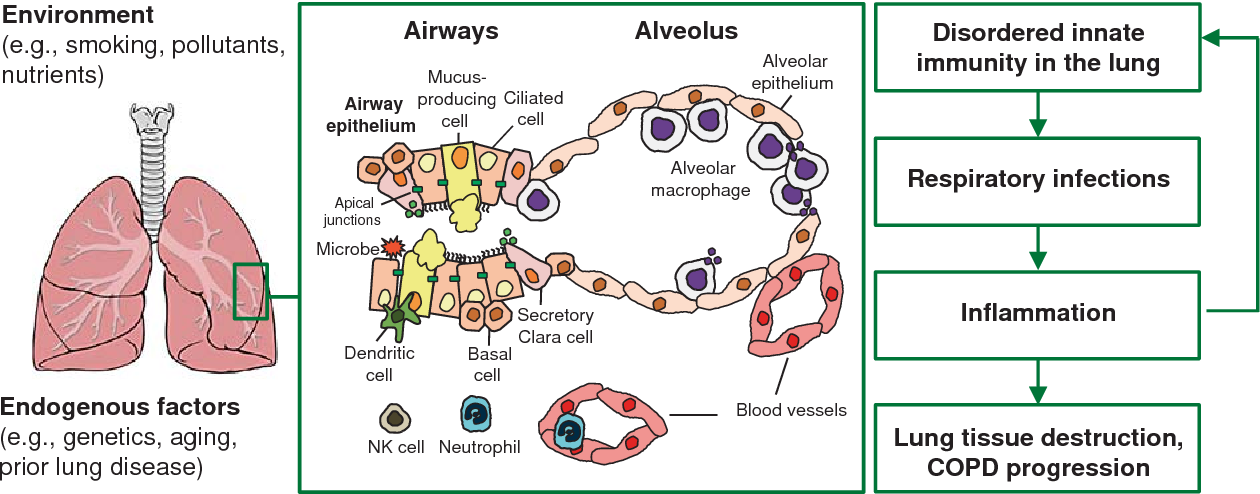 Environment
(e.g., smoking, pollutants,
nutrients)
Endogenous factors
(e.g., genetics, aging,
prior lung disease)
Airways
Alveolus
Mucus-
producing
cell
Ciliated
cell
Airway
epithelium
Alveolar
epithelium
Alveolar
macrophage
Apical
junctions
Microbe
Secretory
Clara cell
Dendritic
cell
Basal
cell
NK cell
Neutrophil
Blood vessels
Disordered innate
immunity in the lung
Respiratory infections
Inflammation
Lung tissue destruction,
COPD progression